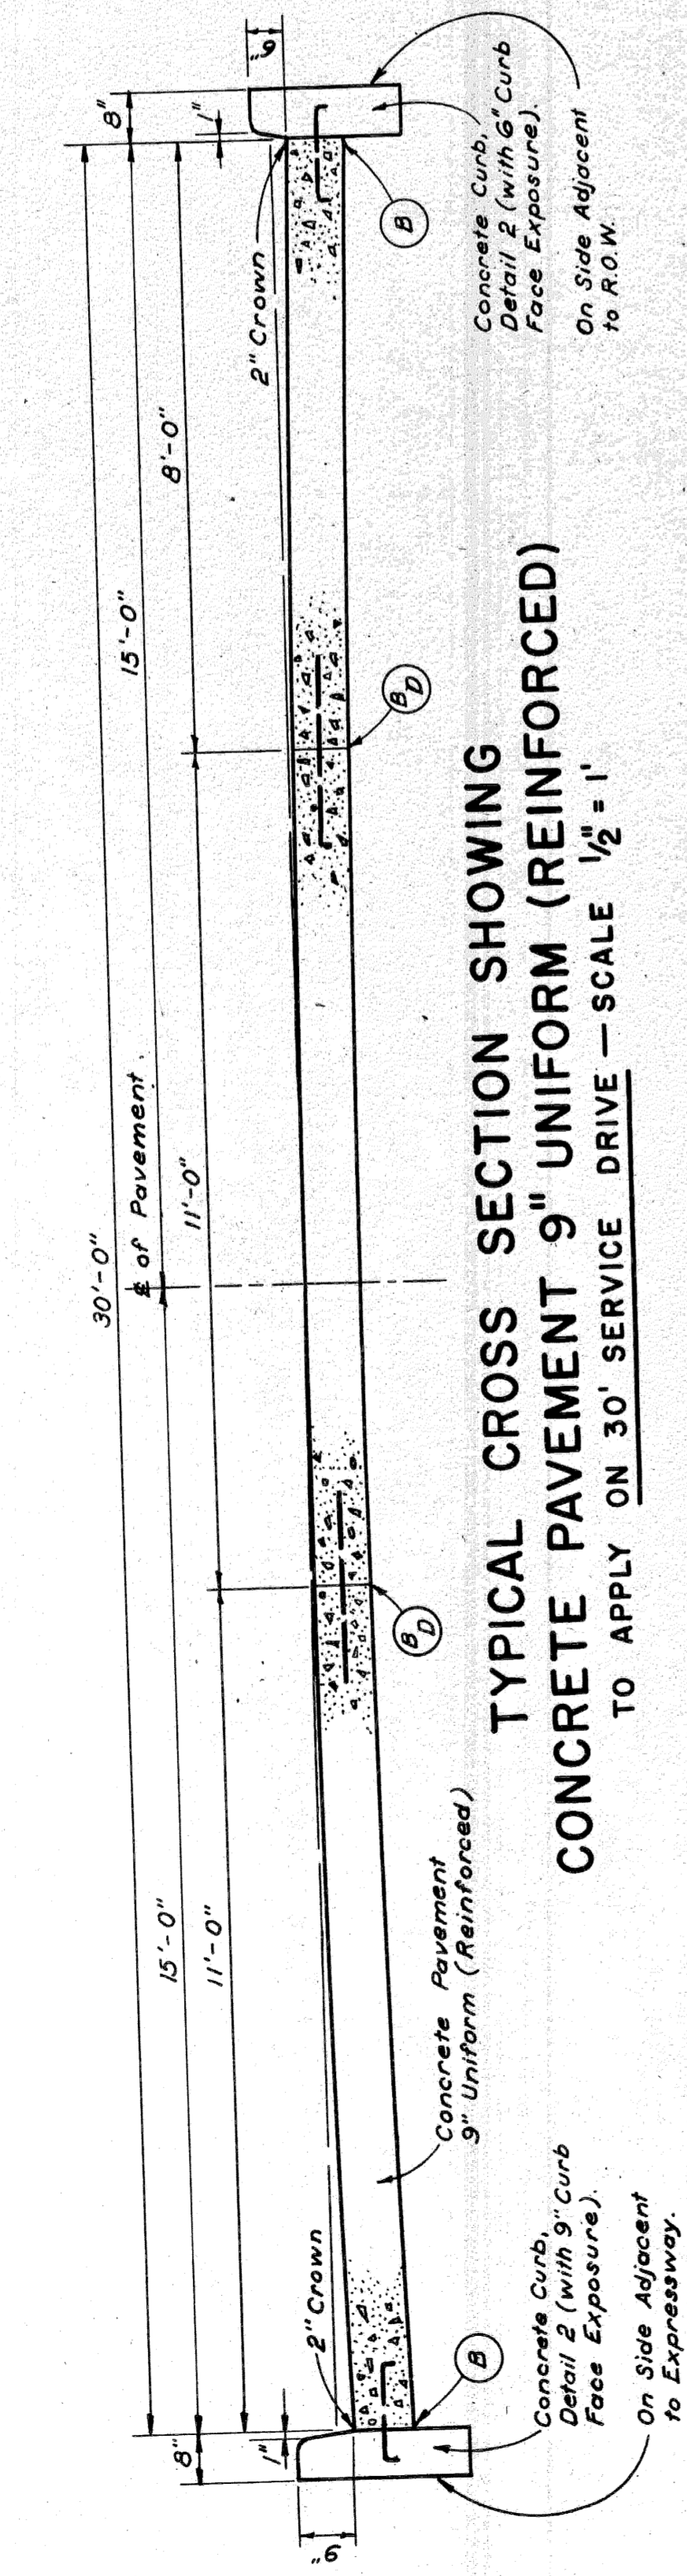 30'-0"
15'-0"
15'-0"
℄ of Pavement.
11'-0"
11'-0"
8'-0"
8"
1"
9"
2" Crown
8"
1"
6"
2" Crown
B
B
D
B
D
B
Concrete Pavement
9" Uniform (Reinforced)
Concrete Curb,
Detail 2 (with 9" Curb
Face Exposure).
On Side Adjacent
to Expressway.
Concrete Curb,
Detail 2 (with 6" Curb
Face Exposure).
On Side Adjacent
to R.O.W.
TYPICAL CROSS SECTION SHOWING
CONCRETE PAVEMENT 9" UNIFORM (REINFORCED)
TO APPLY ON 30' SERVICE DRIVE — SCALE 1/2" = 1'